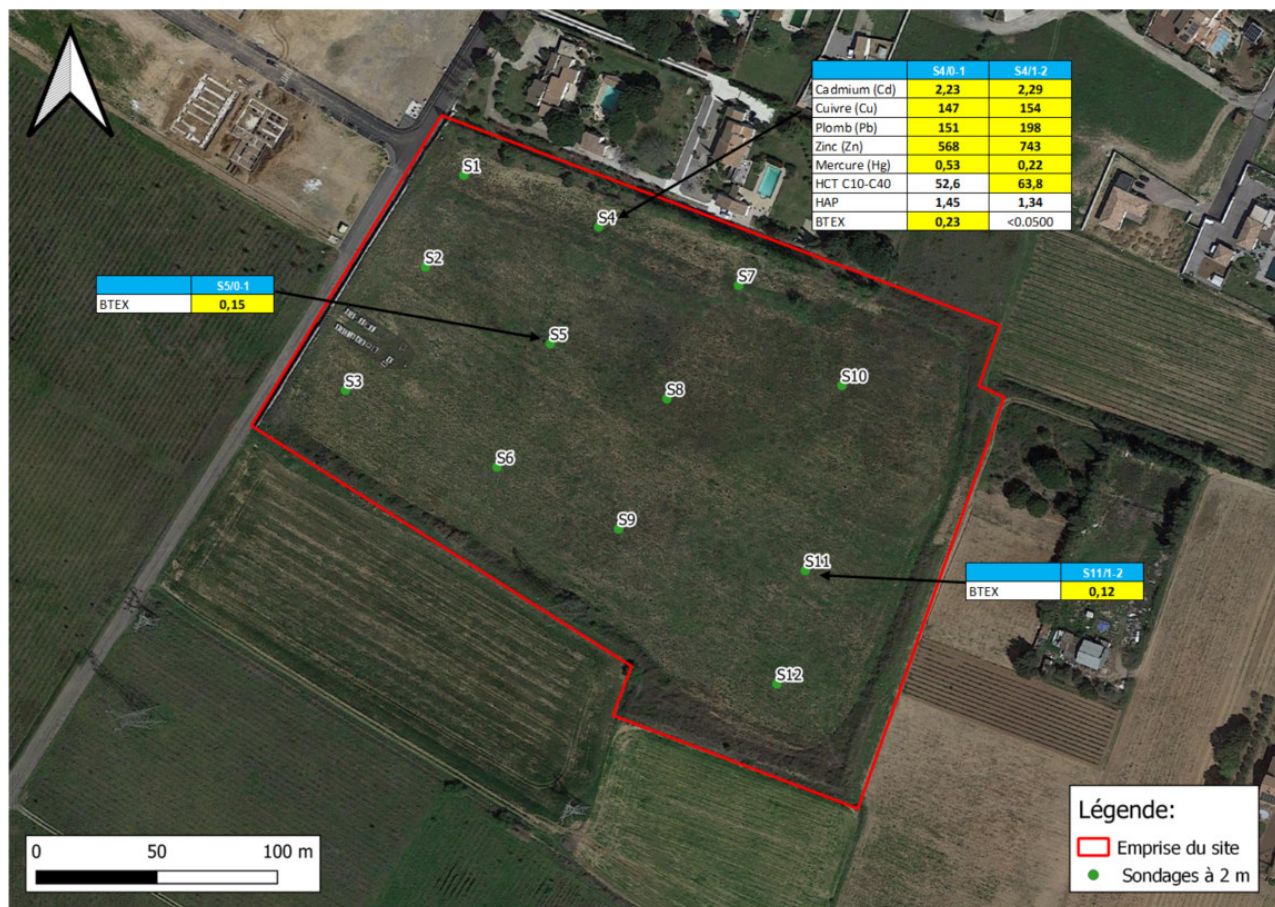 S4/0-1 S4/1-2
Cadmium (Cd) 2,23 2,29
Cuivre (Cu) 147 154
Plomb (Pb) 151 198
Zinc (Zn) 568 743
Mercure (Hg) 0,53 0,22
HCT C10-C40 52,6 63,8
HAP 1,45 1,34
BTEX 0,23 <0.0500
S1
S4
S2
S7
S5/0-1
BTEX 0,15
S5
S3
S8
S10
S6
S9
S11
S11/1-2
BTEX 0,12
S12
Légende:
Emprise du site
Sondages à 2 m
0 50 100 m